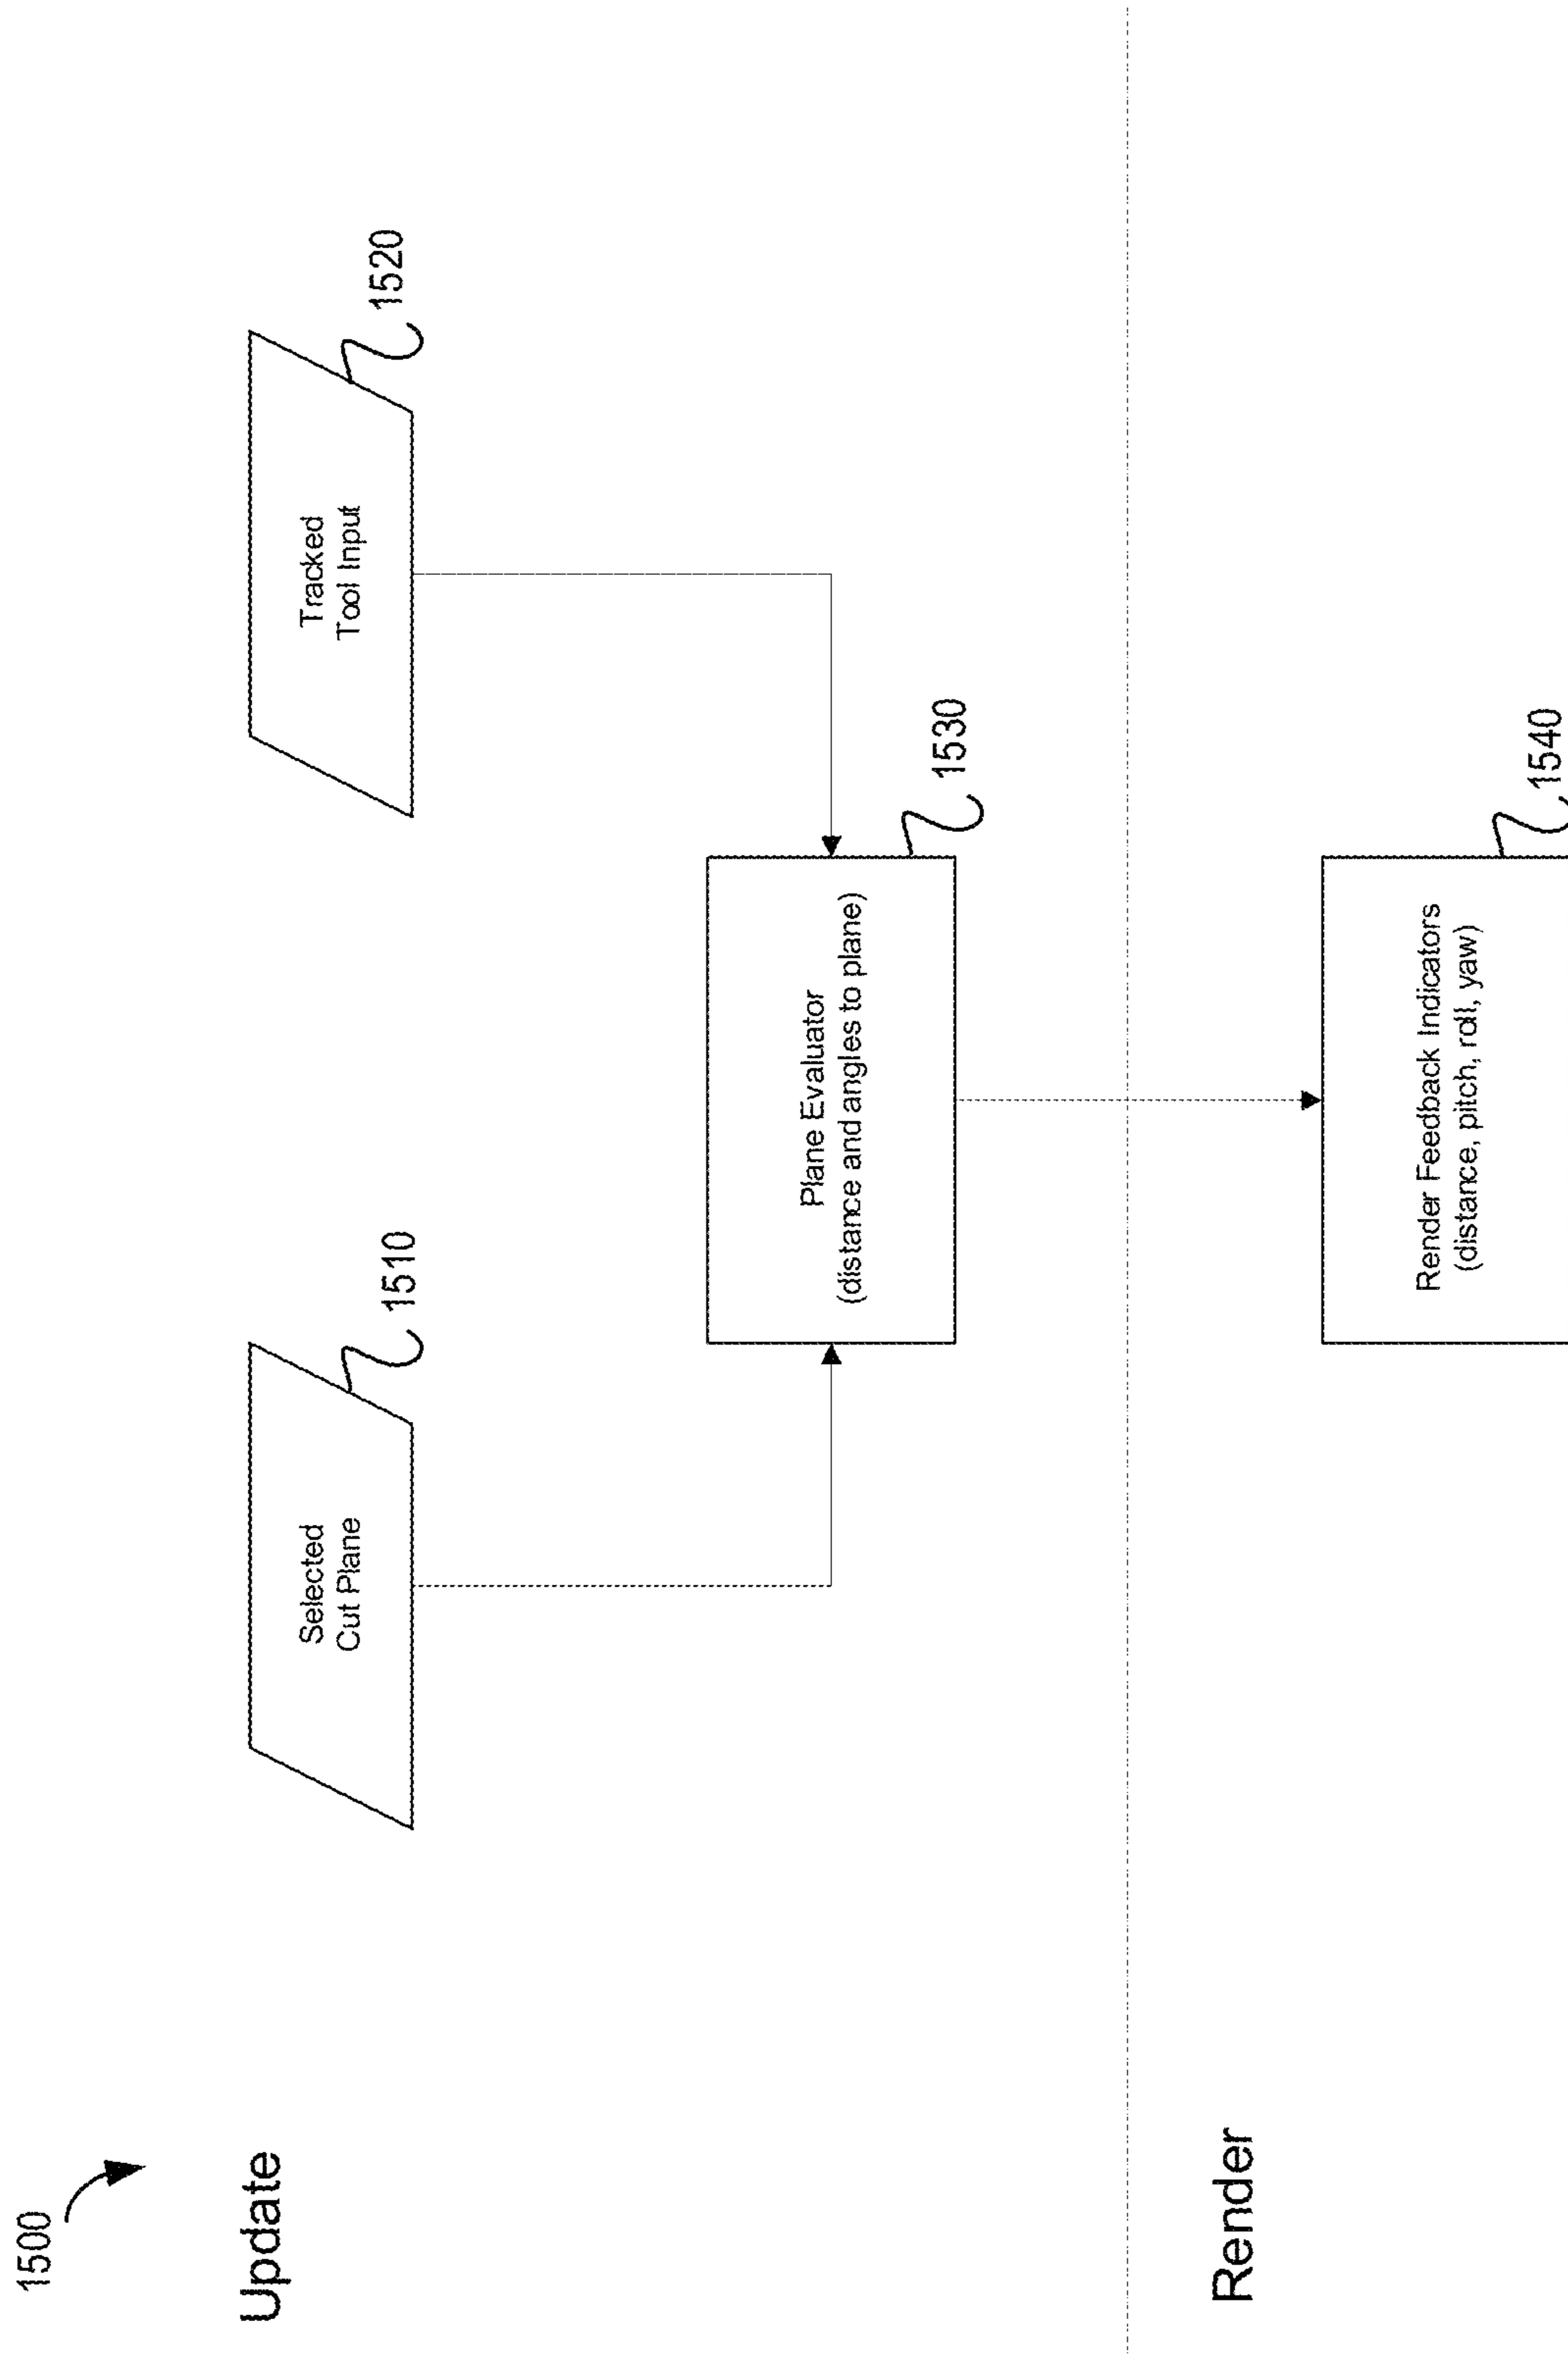 1500
Update
Selected
Cut Plane
1510
Tracked
Tool Input
1520
Plane Evaluator
(distance and angles to plane)
1530
Render
Render Feedback Indicators
(distance, pitch, roll, yaw)
1540